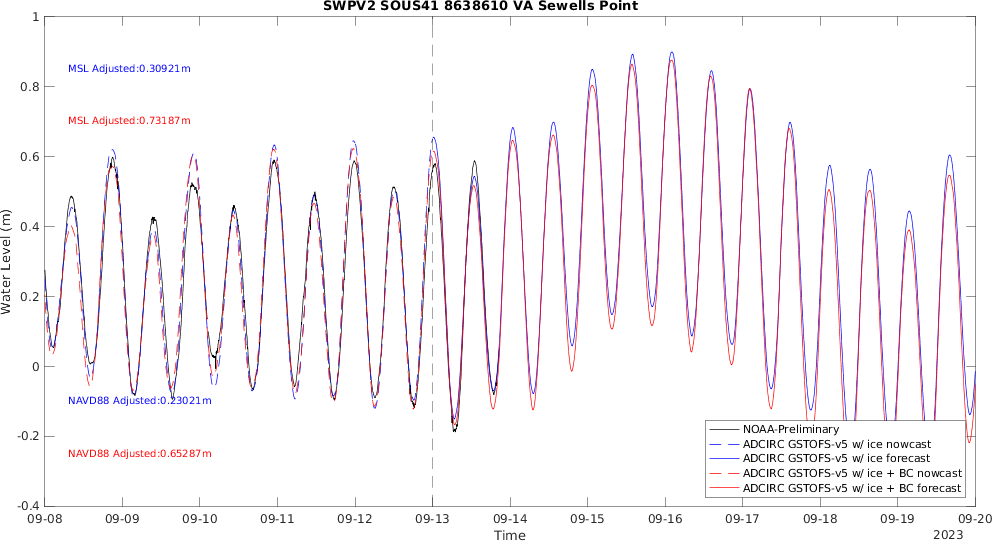 SWPV2 SOUS41 8638610 VA Sewells Point
1
0.8
0.6
0.4
0.2
0
-0.2
-0.4
Water Level (m)
MSL Adjusted:0.30921m
MSL Adjusted:0.73187m
NAVD88 Adjusted:0.23021m
NAVD88 Adjusted:0.65287m
NOAA-Preliminary
ADCIRC GSTOFS-v5 w/ ice nowcast
ADCIRC GSTOFS-v5 w/ ice forecast
ADCIRC GSTOFS-v5 w/ ice + BC nowcast
ADCIRC GSTOFS-v5 w/ ice + BC forecast
09-08 09-09 09-10 09-11 09-12 09-13 09-14 09-15 09-16 09-17 09-18 09-19 09-20
Time
2023